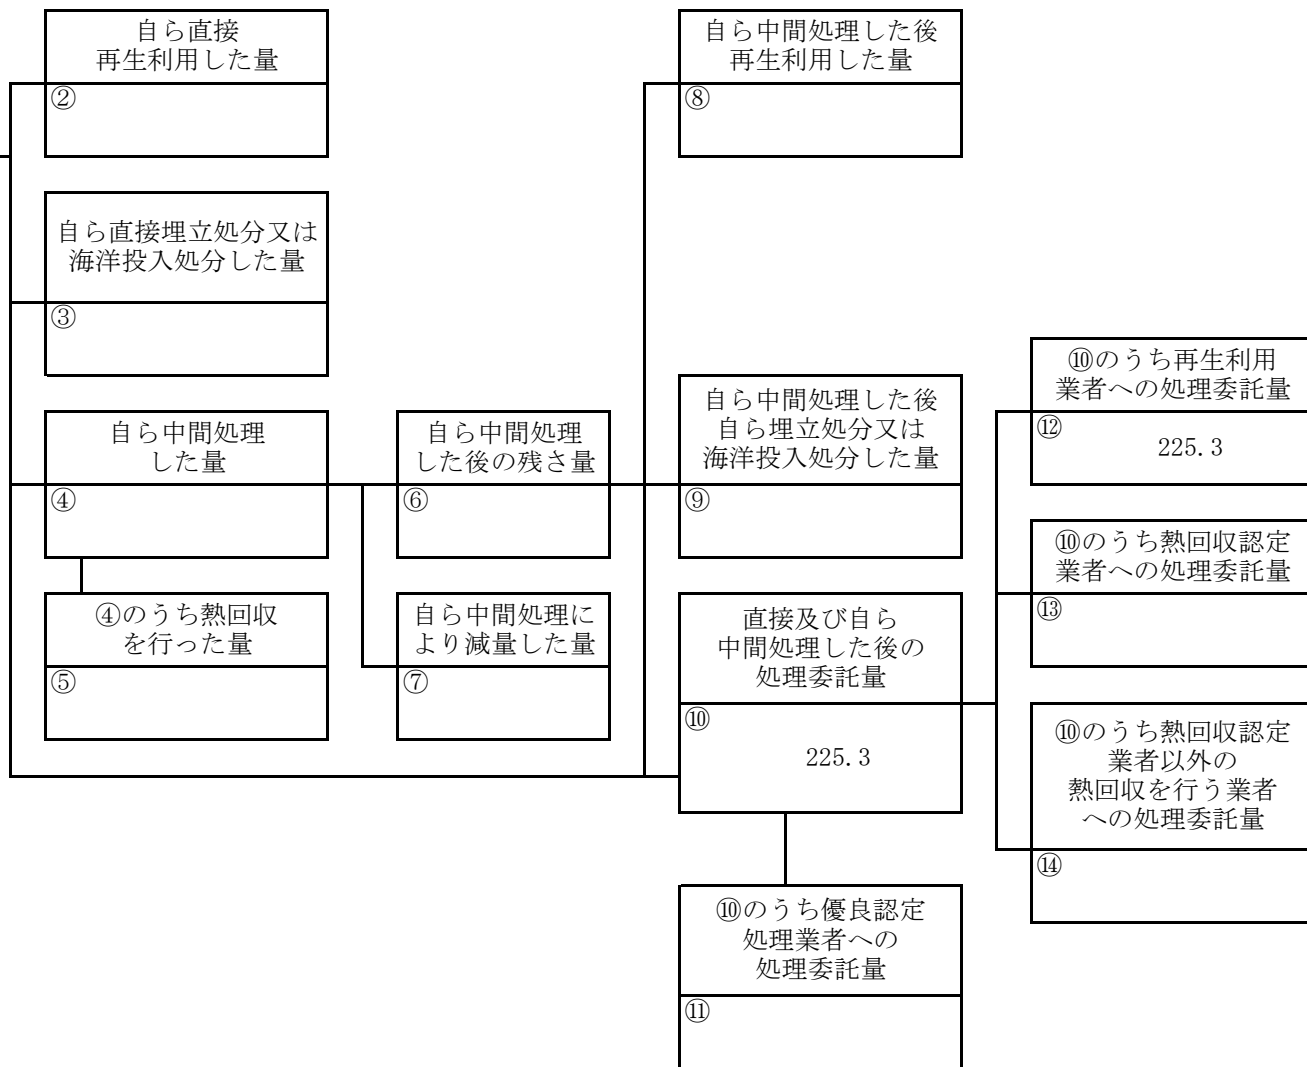 自ら直接
再生利用した量
②
自ら中間処理した後
再生利用した量
⑧
自ら直接埋立処分又は
海洋投入処分した量
③
自ら中間処理
した量
④
自ら中間処理
した後の残さ量
⑥
自ら中間処理した後
自ら埋立処分又は
海洋投入処分した量
⑨
⑩のうち再生利用
業者への処理委託量
⑫
225.3
⑩のうち熱回収認定
業者への処理委託量
⑬
④のうち熱回収
を行った量
⑤
自ら中間処理に
より減量した量
⑦
直接及び自ら
中間処理した後の
処理委託量
⑩
225.3
⑩のうち熱回収認定
業者以外の
熱回収を行う業者
への処理委託量
⑭
⑩のうち優良認定
処理業者への
処理委託量
⑪